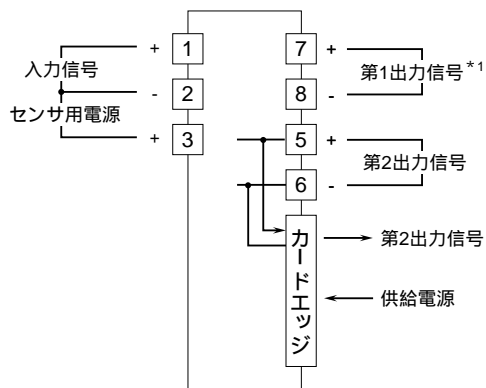 入力信号
センサ用電源
+ 1
- 2
+ 3
7 +
8 -
第1出力信号*1
5 +
6 -
第2出力信号
カードエッジ
第2出力信号
供給電源